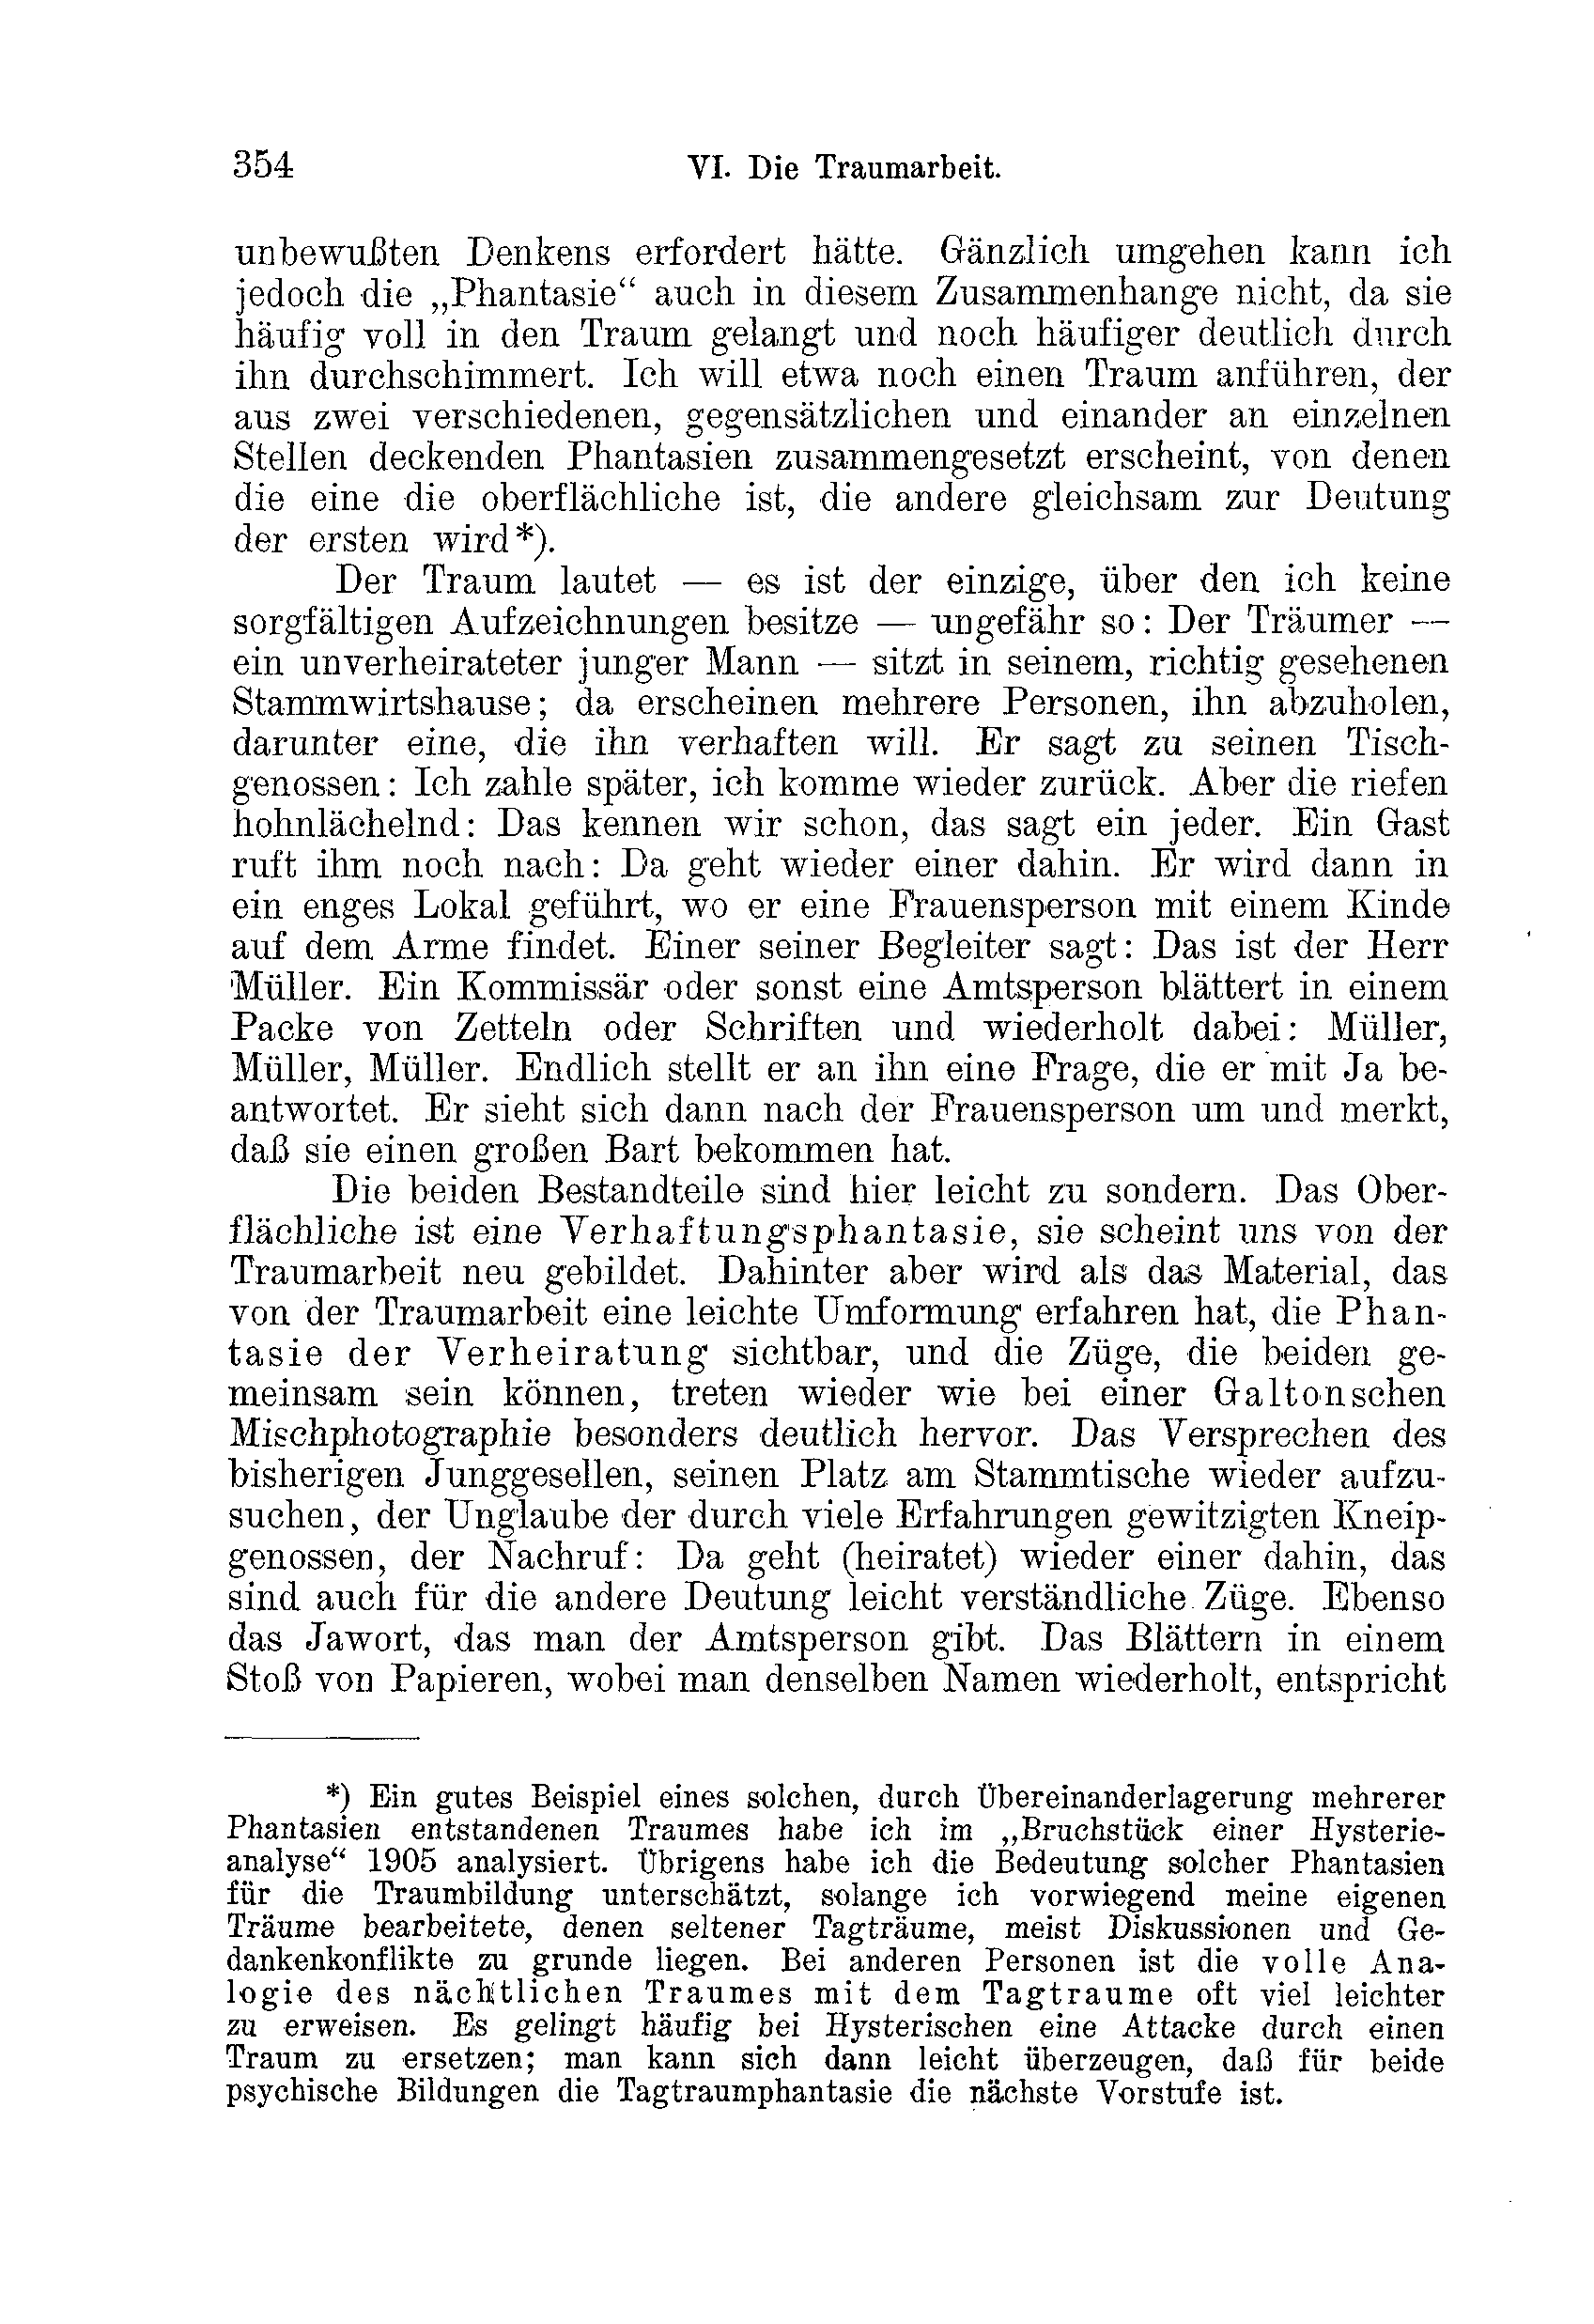 354 VI. Die Traumarbeit.
unbewußten Denkens erfordert hätte. Gänzlich umgehen kann ich
jedoch die „Phantasie“ auch in diesem Zusammenhange nicht, da sie
häufig voll in den Traum gelangt und noch häufiger deutlich durch
ihn durchschimmert. Ich will etwa noch einen Traum anführen, der
aus zwei verschiedenen, gegensätzlichen und einander an einzelnen
Stellen deckenden Phantasien zusammengesetzt erscheint, von denen
die eine die oberflächliche ist, die andere gleichsam zur Deutung
der ersten wird*).
Der Traum lautet — es ist der einzige, über den ich keine
sorgfältigen Aufzeichnungen besitze — ungefähr so: Der Träumer —
ein unverheirateter junger Mann — sitzt in seinem, richtig gesehenen
Stammwirtshause; da erscheinen mehrere Personen, ihn abzuholen,
darunter eine, die ihn verhaften will. Er sagt zu seinen Tisch-
genossen: Ich zahle später, ich komme wieder zurück. Aber die riefen
hohnlächelnd: Das kennen wir schon, das sagt ein jeder. Ein Gast
ruft ihm noch nach: Da geht wieder einer dahin. Er wird dann in
ein enges Lokal geführt, wo er eine Frauensperson mit einem Kinde
auf dem Arme findet. Einer seiner Begleiter sagt: Das ist der Herr
Müller. Ein Kommissär oder sonst eine Amtsperson blättert in einem
Packe von Zetteln oder Schriften und wiederholt dabei: Müller,
Müller, Müller. Endlich stellt er an ihn eine Frage, die er mit Ja be-
antwortet. Er sieht sich dann nach der Frauensperson um und merkt,
daß sie einen großen Bart bekommen hat.
Die beiden Bestandteile sind hier leicht zu sondern. Das Ober-
flächliche ist eine Verhaftungsphantasie, sie scheint uns von der
Traumarbeit neu gebildet. Dahinter aber wird als das Material, das
von der Traumarbeit eine leichte Umformung erfahren hat, die Phan-
tasie der Verheiratung sichtbar, und die Züge, die beiden ge-
meinsam sein können, treten wieder wie bei einer Galtonschen
Mischphotographie besonders deutlich hervor. Das Versprechen des
bisherigen Junggesellen, seinen Platz am Stammtische wieder aufzu-
suchen, der Unglaube der durch viele Erfahrungen gewitzigten Kneip-
genossen, der Nachruf: Da geht (heiratet) wieder einer dahin, das
sind auch für die andere Deutung leicht verständliche Züge. Ebenso
das Jawort, das man der Amtsperson gibt. Das Blättern in einem
Stoß von Papieren, wobei man denselben Namen wiederholt, entspricht
*) Ein gutes Beispiel eines solchen, durch Übereinanderlagerung mehrerer
Phantasien entstandenen Traumes habe ich im „Bruchstück einer Hysterie-
analyse“ 1905 analysiert. Übrigens habe ich die Bedeutung solcher Phantasien
für die Traumbildung unterschätzt, solange ich vorwiegend meine eigenen
Träume bearbeitete, denen seltener Tagträume, meist Diskussionen und Ge-
dankenkonflikte zu grunde liegen. Bei anderen Personen ist die volle Ana-
logie des nächtlichen Traumes mit dem Tagtraume oft viel leichter
zu erweisen. Es gelingt häufig bei Hysterischen eine Attacke durch einen
Traum zu ersetzen; man kann sich dann leicht überzeugen, daß für beide
psychische Bildungen die Tagtraumphantasie die nächste Vorstufe ist.